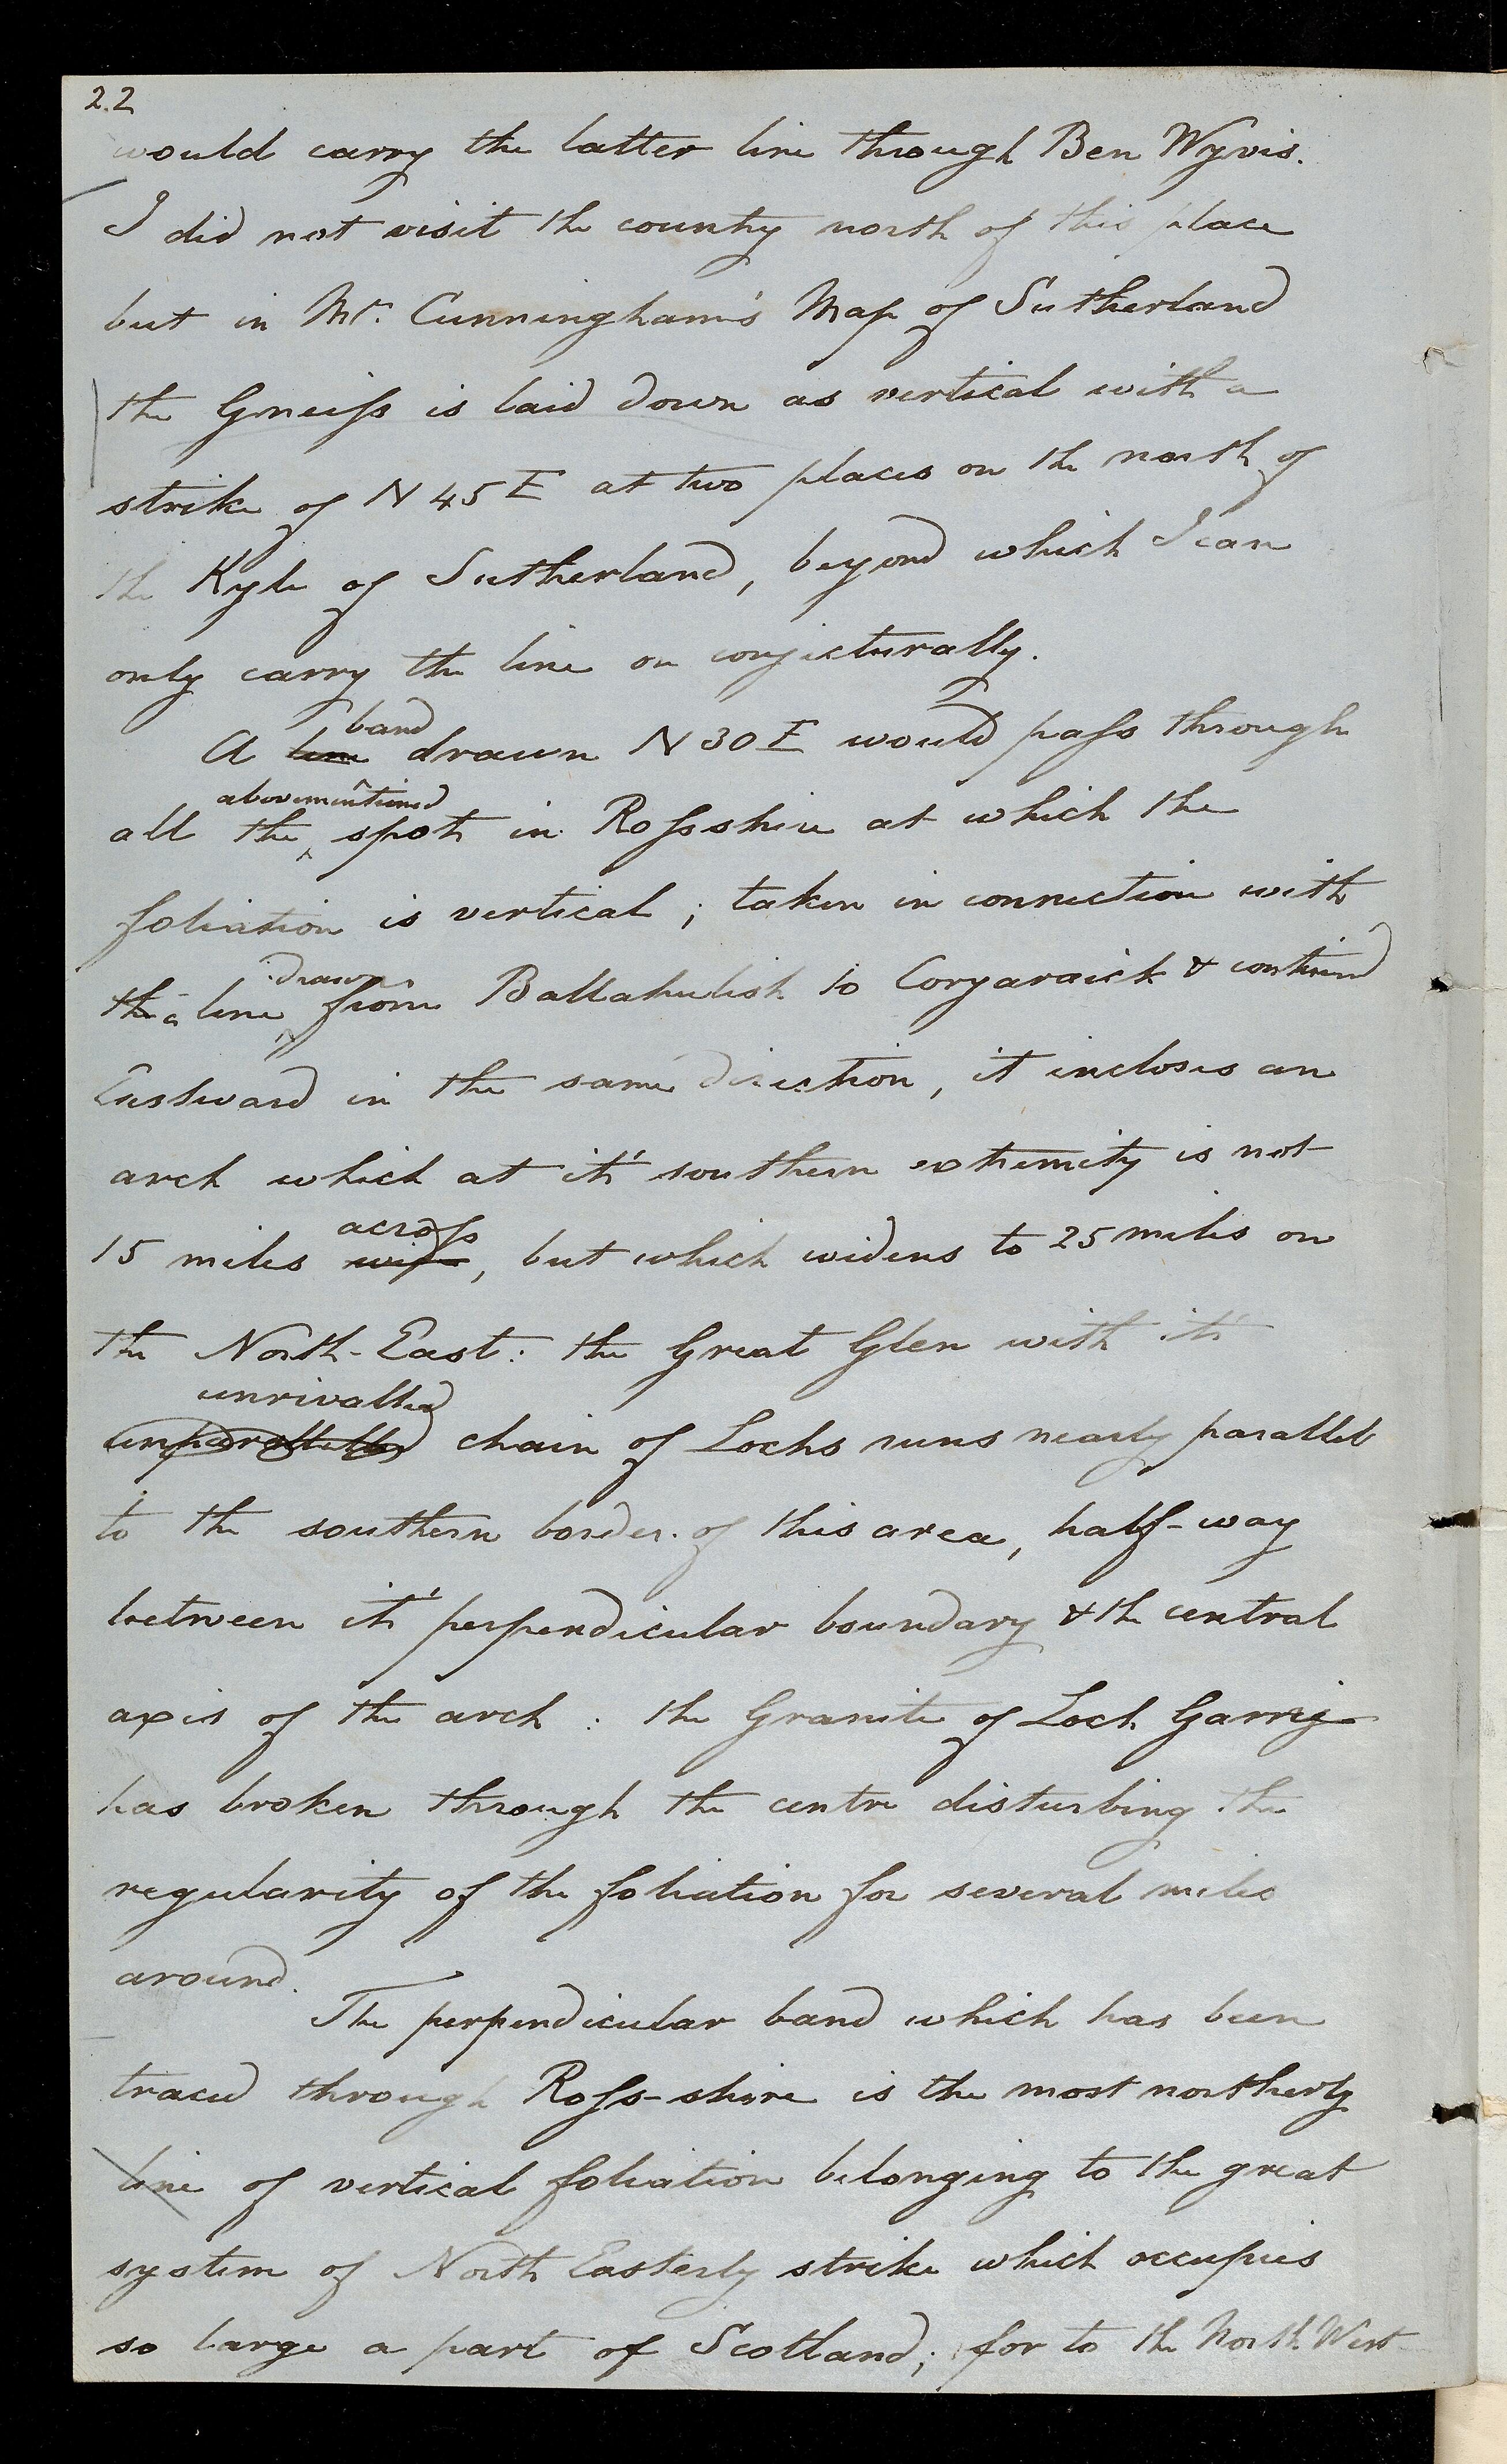 22
would carry the latter line through Ben Wyvis.
I did not visit the country north of this place
but in Mr. Cunningham's Map of Sutherland
the Gneiss is laid down as vertical with a
strike of N 45 E at two places on the north of
the Kyle of Sutherland, beyond which I can
only carry the line on conjecturally.
band
A line drawn N 30 E would pass through
abovementioned
all the spots in Rossshire at which the
foliation is vertical; taken in connection with
drawn
the a line from Ballahulish to Coryaraick & continued
Eastward in the same direction, it incloses an
arch which at it's southern extremity is not
across
15 miles wide, but which widens to 25 miles on
the North-East: the Great Glen with it's
unrivalled
unparallelled chain of Lochs runs nearly parallel
to the southern border of this area, half-way
between it's perpendicular boundary & the central
axis of the arch : the Granite of Loch Garry
has broken through the centre disturbing the
regularity of the foliation for several miles
around.
The perpendicular band which has been
traced through Ross-shire is the most northerly
line of vertical foliation belonging to the great
system of North Easterly strike which occupies
so large a part of Scotland; for to the North West